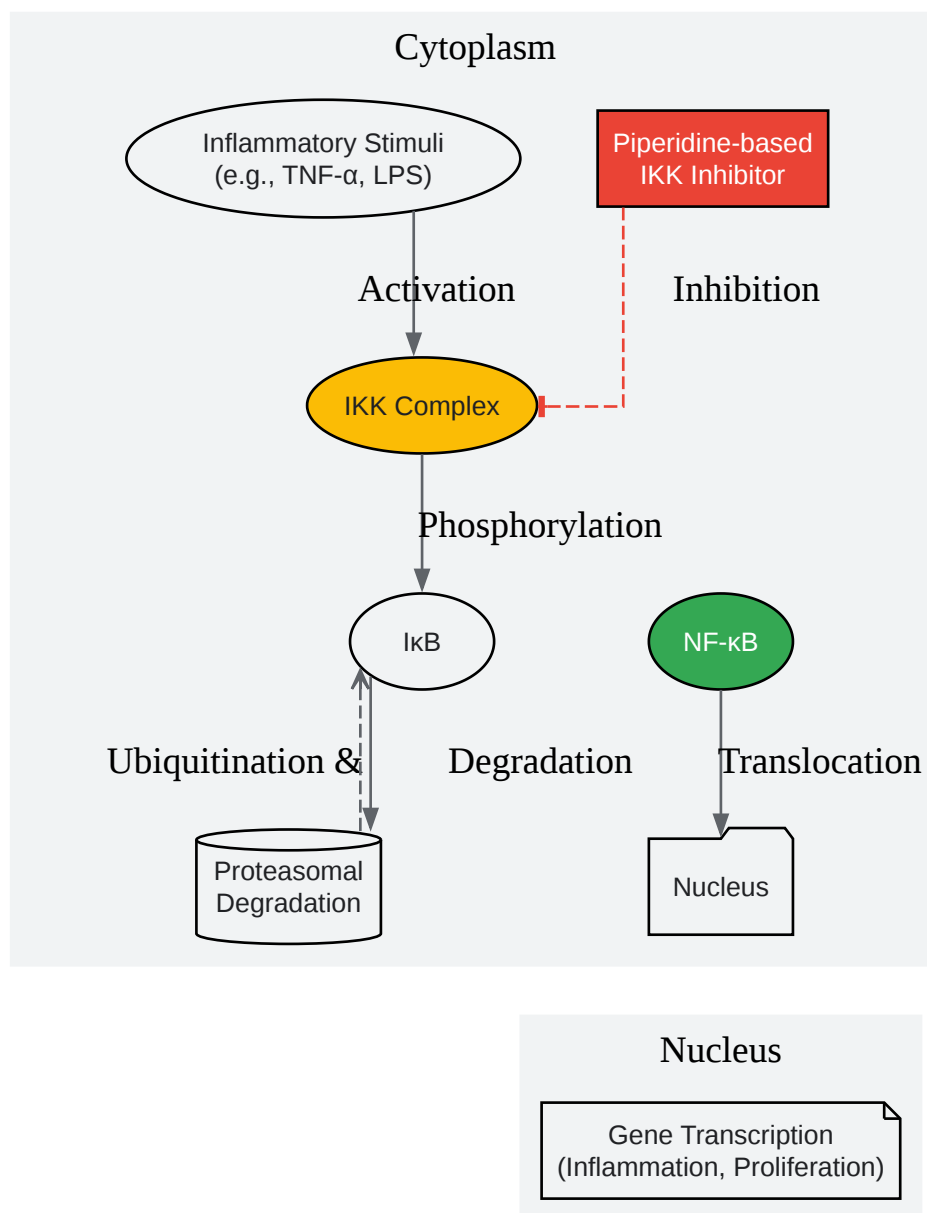 Cytoplasm
Inflammatory Stimuli
(e.g., TNF-α, LPS)
Piperidine-based
IKK Inhibitor
Activation
Inhibition
IKK Complex
Phosphorylation
IκB
NF-κB
Ubiquitination &
Degradation
Translocation
Proteasomal
Degradation
Nucleus
Nucleus
Gene Transcription
(Inflammation, Proliferation)